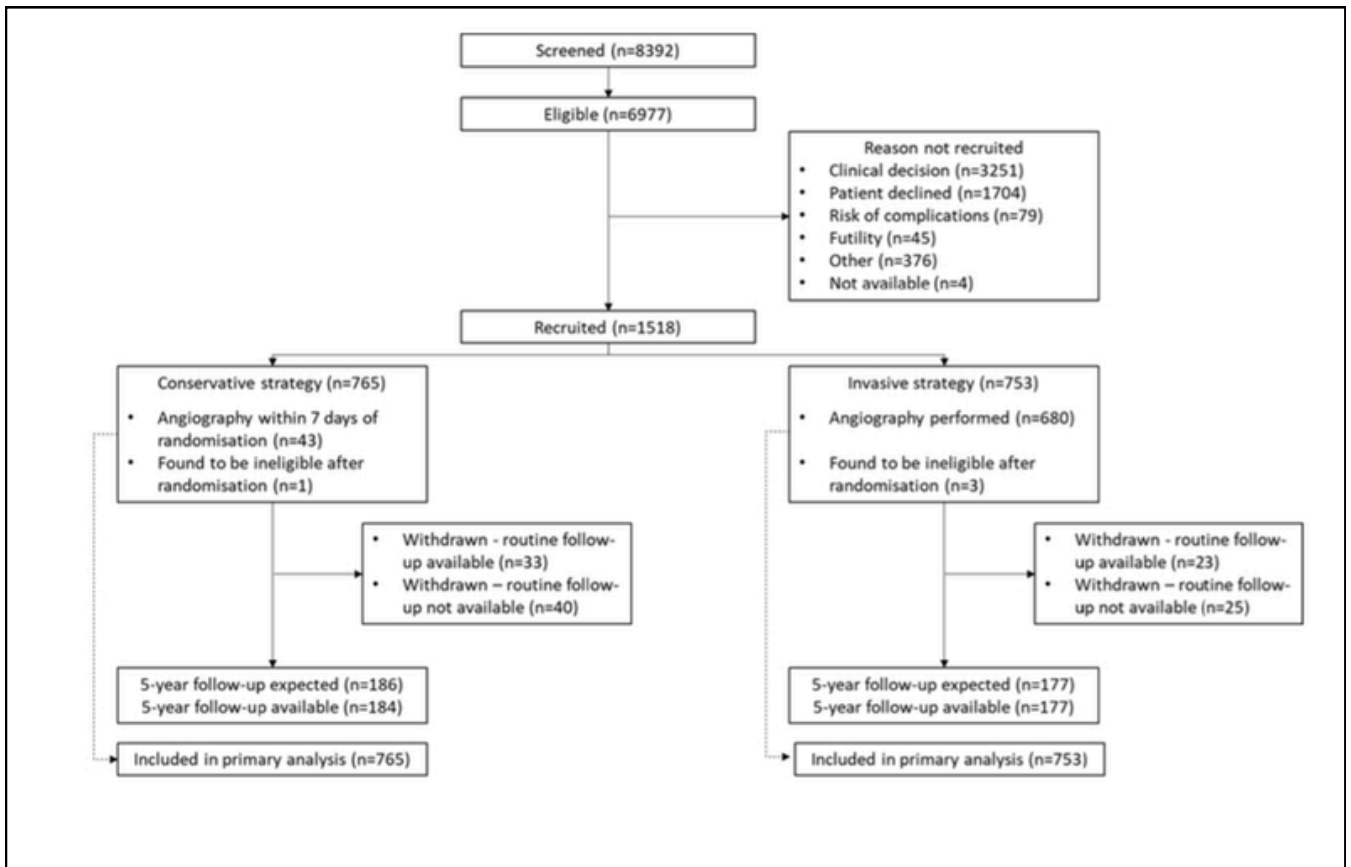 Screened (n=8392)
Eligible (n=6977)
Reason not recruited
• Clinical decision (n=3251)
• Patient declined (n=1704)
• Risk of complications (n=79)
• Futility (n=45)
• Other (n=376)
• Not available (n=4)
Recruited (n=1518)
Conservative strategy (n=765)
• Angiography within 7 days of
randomisation (n=43)
• Found to be ineligible after
randomisation (n=1)
Invasive strategy (n=753)
• Angiography performed (n=680)
• Found to be ineligible after
randomisation (n=3)
• Withdrawn - routine follow-
up available (n=33)
• Withdrawn – routine follow-
up not available (n=40)
• Withdrawn - routine follow-
up available (n=23)
• Withdrawn – routine follow-
up not available (n=25)
5-year follow-up expected (n=186)
5-year follow-up available (n=184)
5-year follow-up expected (n=177)
5-year follow-up available (n=177)
Included in primary analysis (n=765)
Included in primary analysis (n=753)